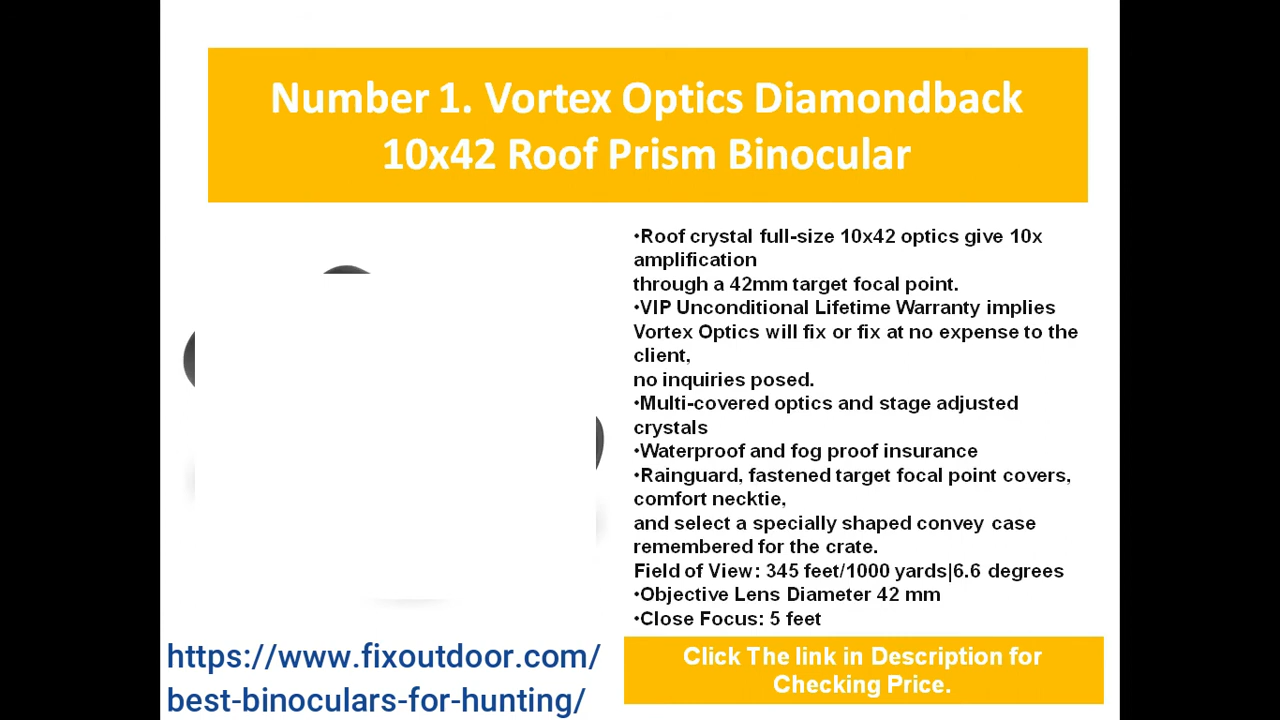 Number 1. Vortex Optics Diamondback
10x42 Roof Prism Binocular
•Roof crystal full-size 10x42 optics give 10x
amplification
through a 42mm target focal point.
•VIP Unconditional Lifetime Warranty implies
Vortex Optics will fix or fix at no expense to the
client,
no inquiries posed.
•Multi-covered optics and stage adjusted
crystals
•Waterproof and fog proof insurance
•Rainguard, fastened target focal point covers,
comfort necktie,
and select a specially shaped convey case
remembered for the crate.
Field of View: 345 feet/1000 yards|6.6 degrees
•Objective Lens Diameter 42 mm
•Close Focus: 5 feet
https://www.fixoutdoor.com/
best-binoculars-for-hunting/
Click The link in Description for
Checking Price.